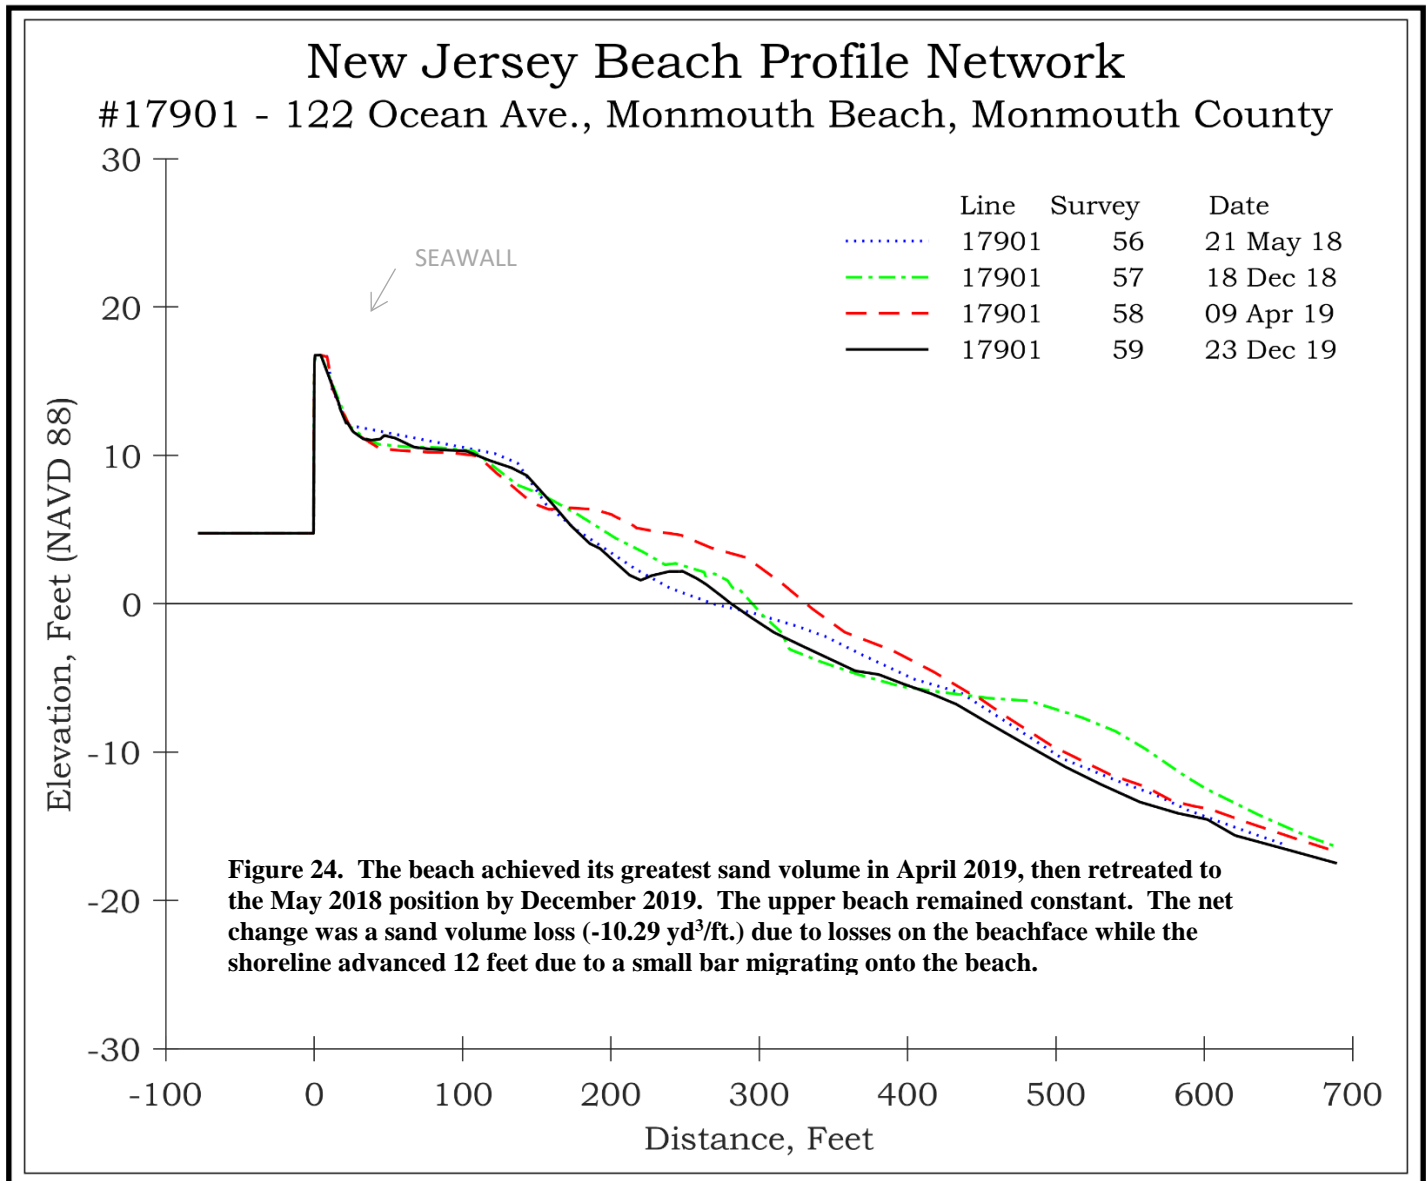 New Jersey Beach Profile Network
#17901 - 122 Ocean Ave., Monmouth Beach, Monmouth County
30
20
10
0
-10
-20
-30
Elevation, Feet (NAVD 88)
SEAWALL
Line Survey Date
17901 56 21 May 18
17901 57 18 Dec 18
17901 58 09 Apr 19
17901 59 23 Dec 19
Figure 24. The beach achieved its greatest sand volume in April 2019, then retreated to
the May 2018 position by December 2019. The upper beach remained constant. The net
change was a sand volume loss (-10.29 yd³/ft.) due to losses on the beachface while the
shoreline advanced 12 feet due to a small bar migrating onto the beach.
-100 0 100 200 300 400 500 600 700
Distance, Feet